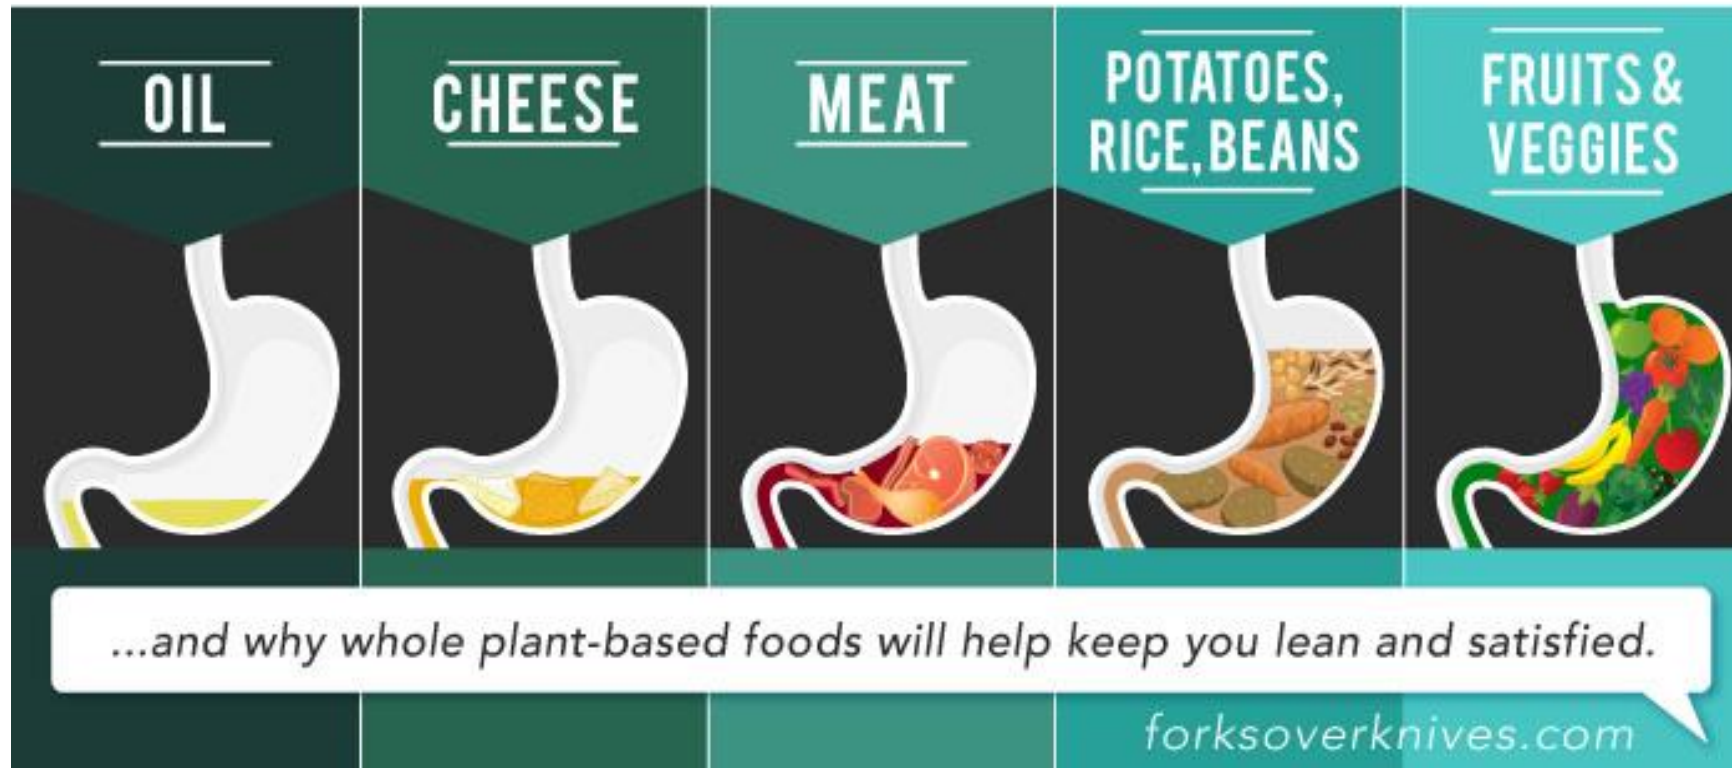 OIL
CHEESE
MEAT
POTATOES,
RICE, BEANS
FRUITS &
VEGGIES
...and why whole plant-based foods will help keep you lean and satisfied.
forksoverknives.com